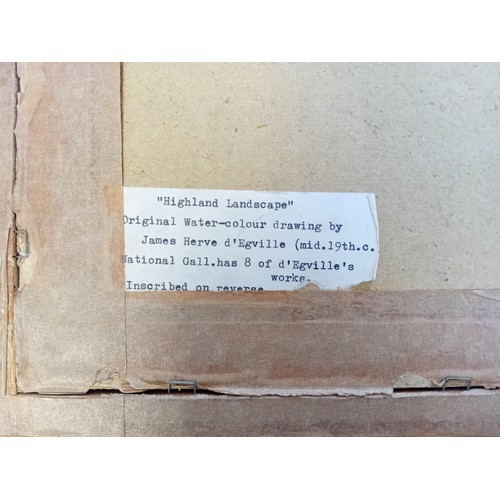 "Highland Landscape"
Original Water-colour drawing by
James Herve d'Egville (mid.19th.c.
National Gall.has 8 of d'Egville's
works.
Inscribed on reverse